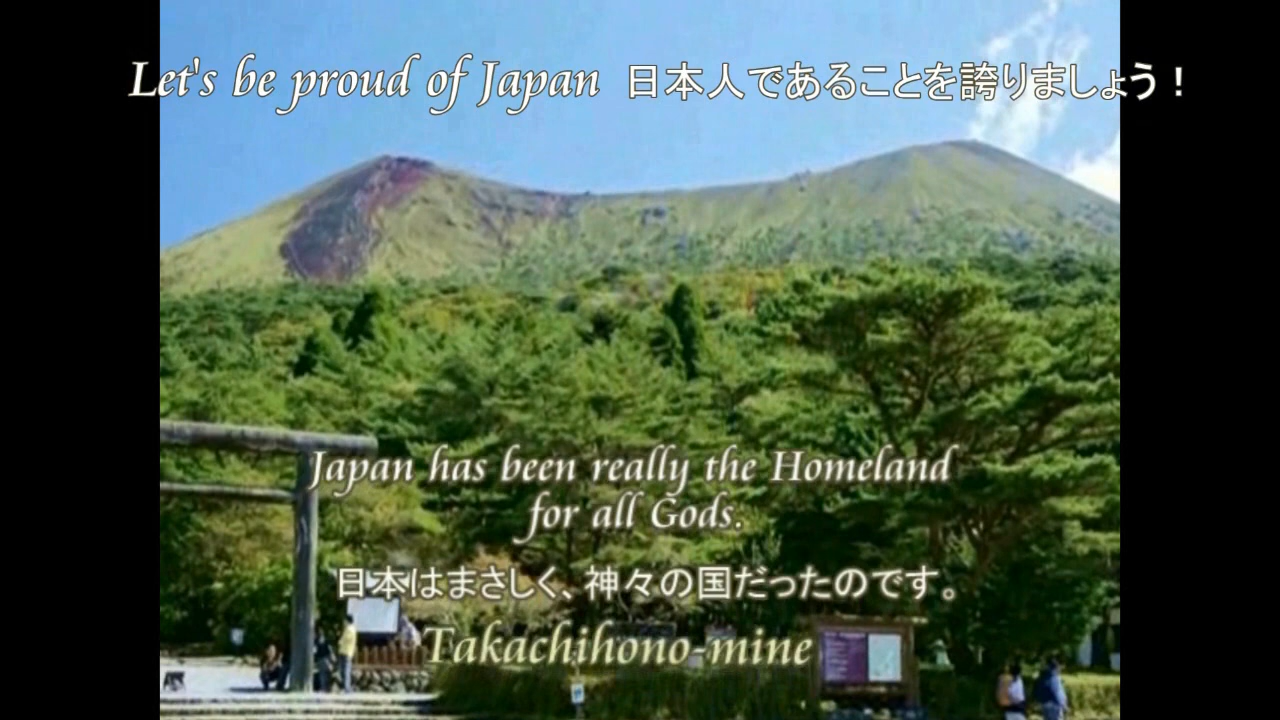 Let's be proud of Japan 日本人であることを誇りましょう！
Japan has been really the Homeland
for all Gods.
日本はまさしく、神々の国だったのです。
Takachihono-mine